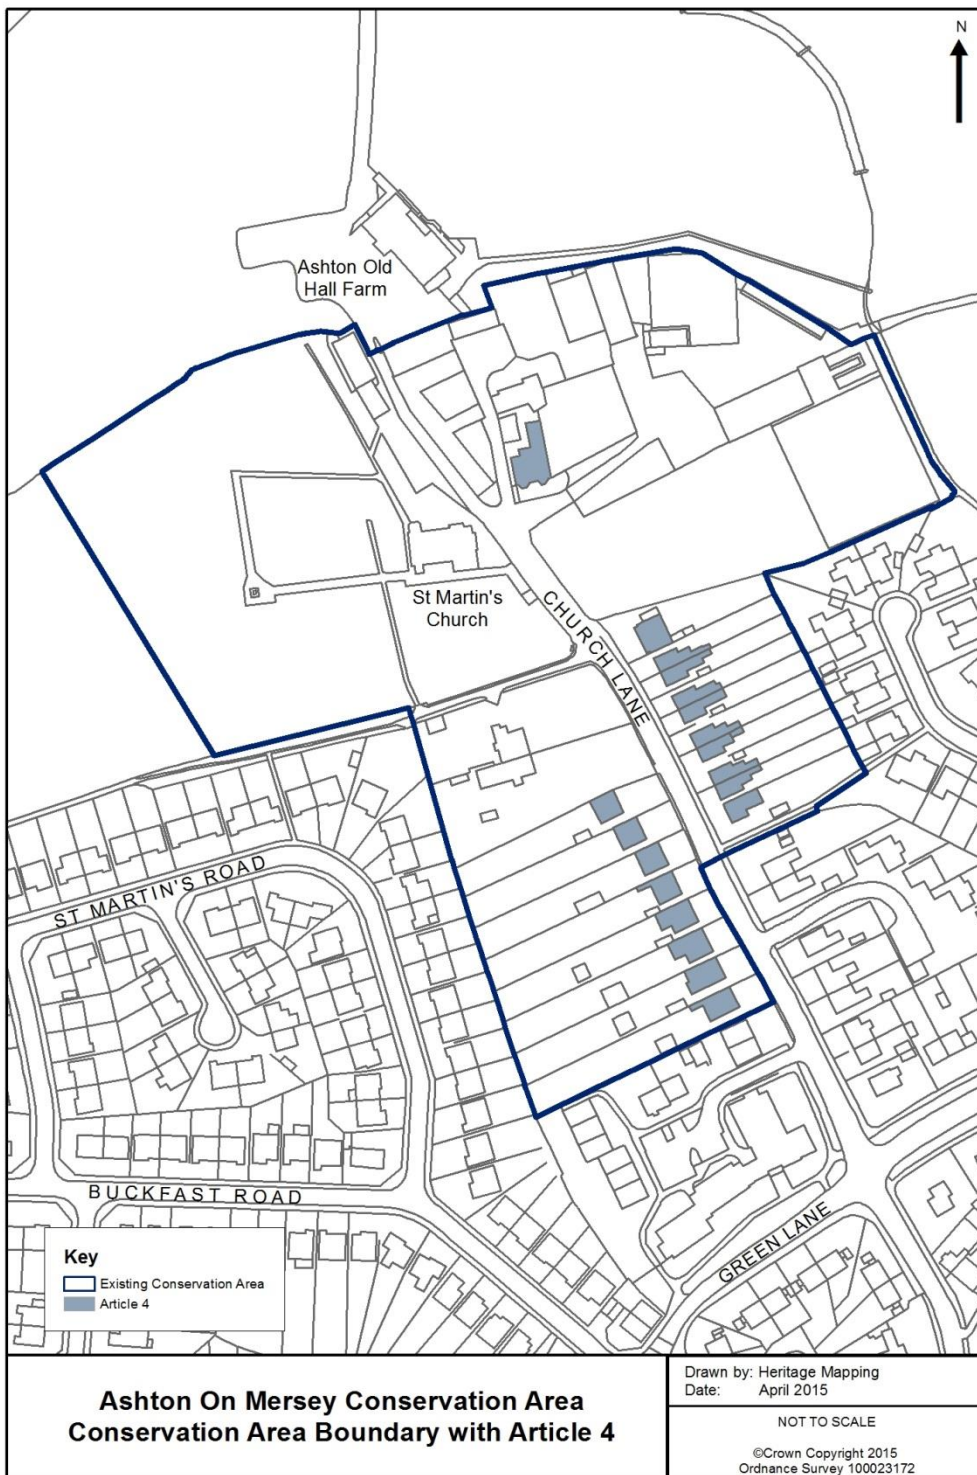 N
Ashton Old
Hall Farm
St Martin's
Church
CHURCH LANE
ST MARTIN'S ROAD
BUCKFAST ROAD
GREEN LANE
Key
Existing Conservation Area
Article 4
Ashton On Mersey Conservation Area
Conservation Area Boundary with Article 4
Drawn by: Heritage Mapping
Date: April 2015
NOT TO SCALE
©Crown Copyright 2015
Ordnance Survey 100023172